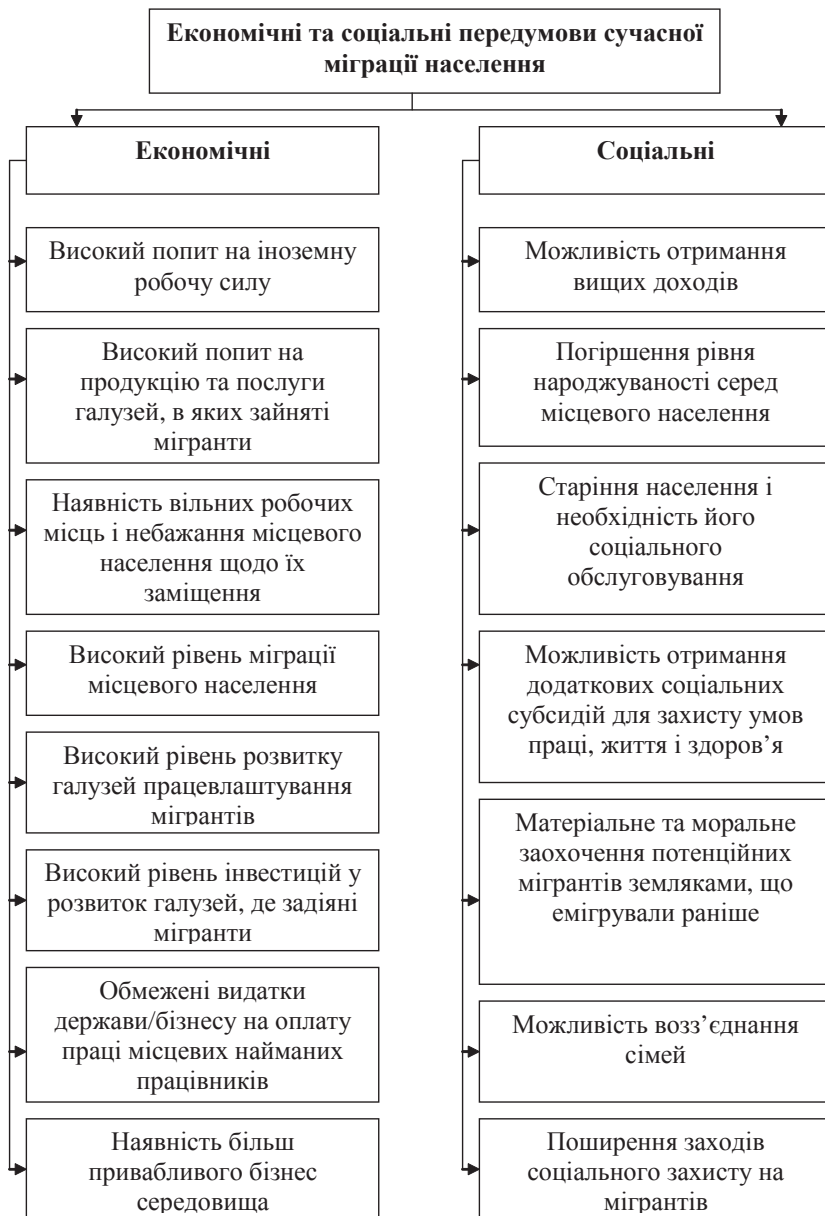 Економічні та соціальні передумови сучасної
міграції населення
Економічні
Високий попит на іноземну
робочу силу
Високий попит на
продукцію та послуги
галузей, в яких зайняті
мігранти
Наявність вільних робочих
місць і небажання місцевого
населення щодо їх
заміщення
Високий рівень міграції
місцевого населення
Високий рівень розвитку
галузей працевлаштування
мігрантів
Високий рівень інвестицій у
розвиток галузей, де задіяні
мігранти
Обмежені видатки
держави/бізнесу на оплату
праці місцевих найманих
працівників
Наявність більш
привабливого бізнес
середовища
Соціальні
Можливість отримання
вищих доходів
Погіршення рівня
народжуваності серед
місцевого населення
Старіння населення і
необхідність його
соціального
обслуговування
Можливість отримання
додаткових соціальних
субсидій для захисту умов
праці, життя і здоров’я
Матеріальне та моральне
заохочення потенційних
мігрантів земляками, що
емігрували раніше
Можливість возз’єднання
сімей
Поширення заходів
соціального захисту на
мігрантів